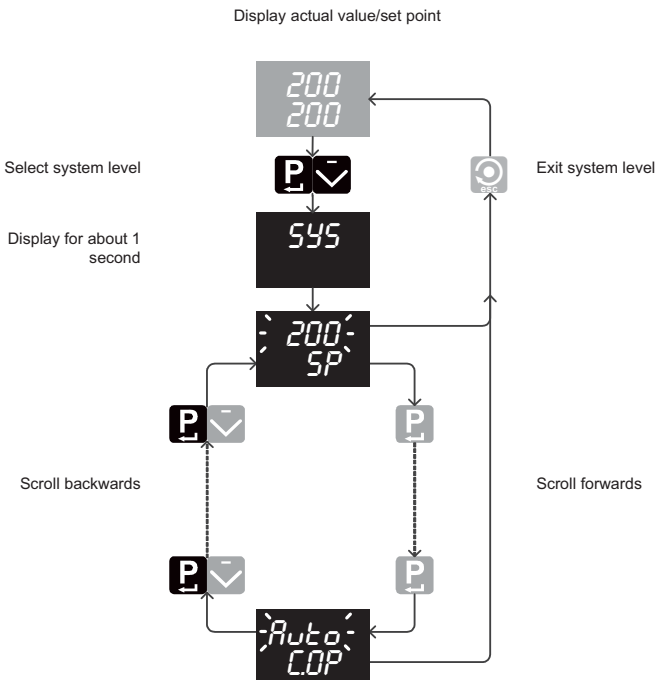 Display actual value/set point
200
200
Select system level
P
esc
Exit system level
Display for about 1
second
SYS
200
SP
P
P
Scroll backwards
Scroll forwards
P
P
Auto
C.OP